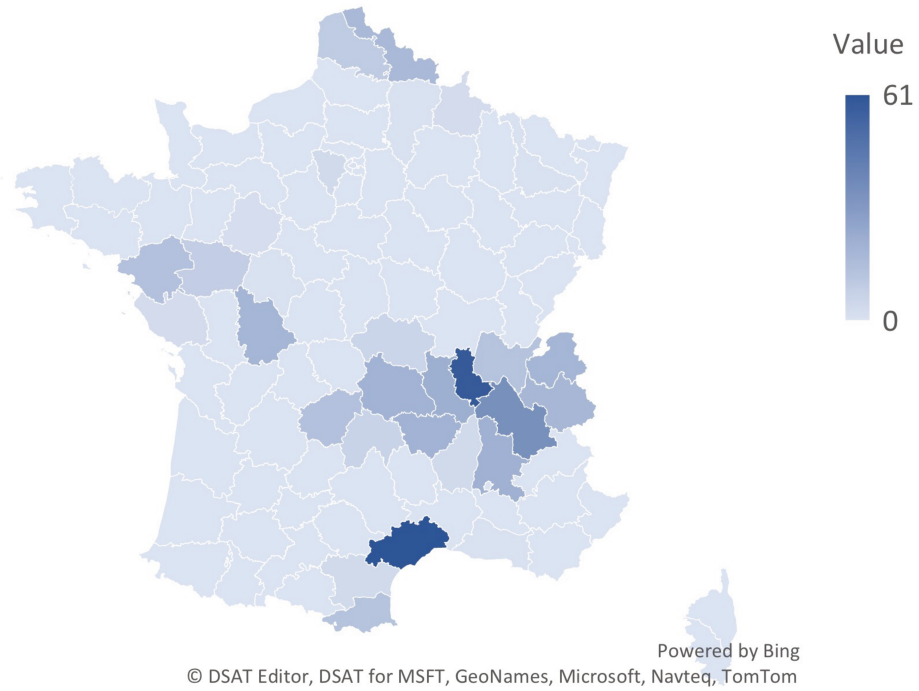 Value
61
0
Powered by Bing
© DSAT Editor, DSAT for MSFT, GeoNames, Microsoft, Navteq, TomTom